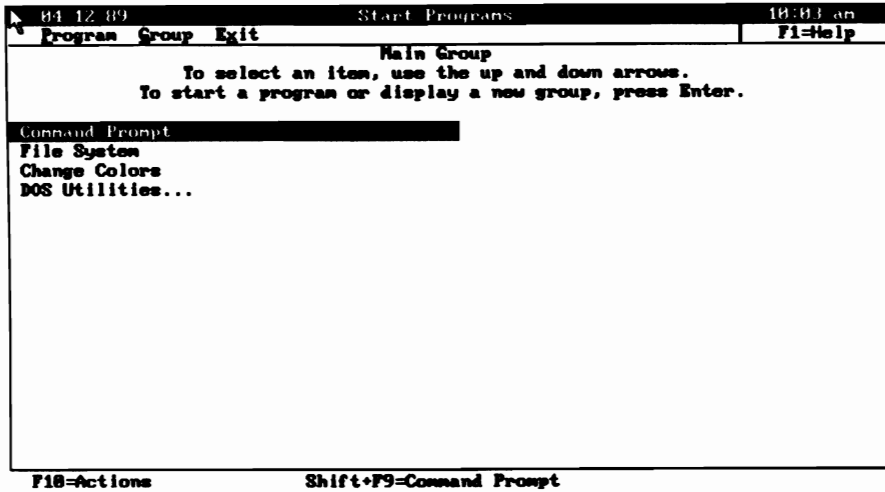 04-12-89 Start Programs 10:03 am
Program Group Exit F1=Help
Main Group
To select an item, use the up and down arrows.
To start a program or display a new group, press Enter.
Command Prompt
File System
Change Colors
DOS Utilities...
F10=Actions Shift+F9=Command Prompt